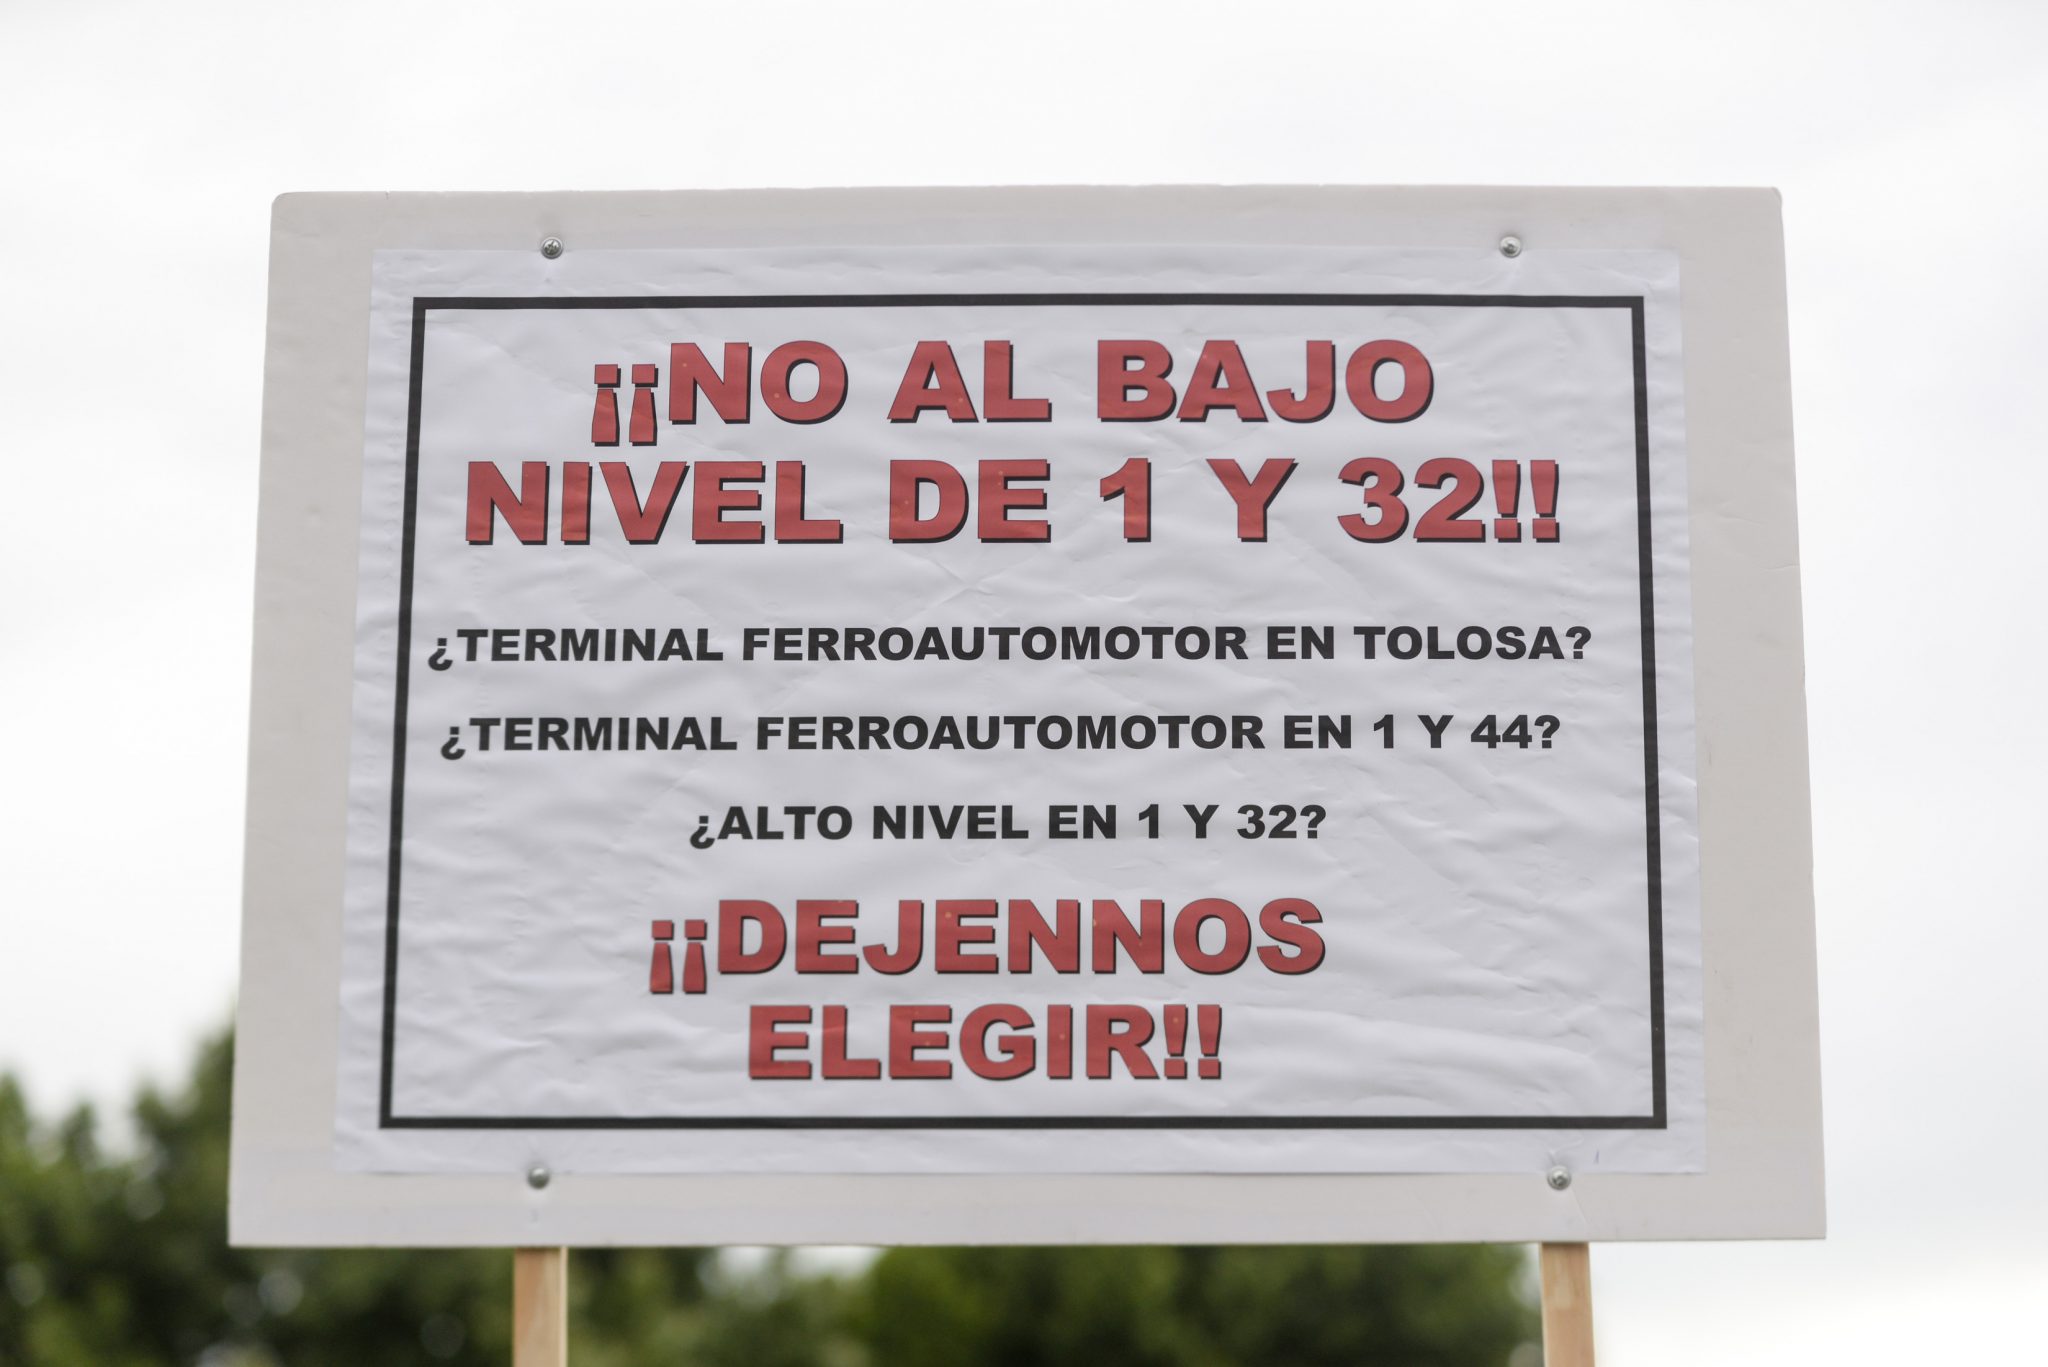 ¡¡NO AL BAJO
NIVEL DE 1 Y 32!!
¿TERMINAL FERROAUTOMOTOR EN TOLOSA?
¿TERMINAL FERROAUTOMOTOR EN 1 Y 44?
¿ALTO NIVEL EN 1 Y 32?
¡¡DEJENNOS
ELEGIR!!